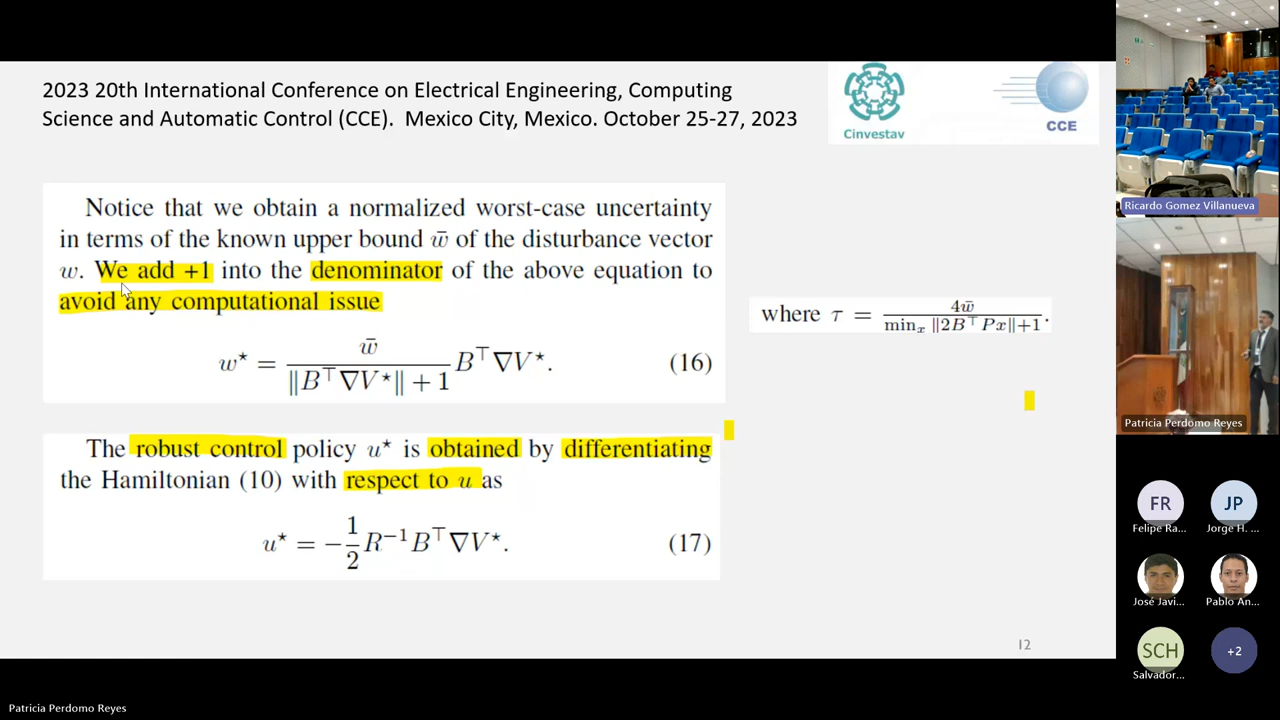 2023 20th International Conference on Electrical Engineering, Computing
Science and Automatic Control (CCE).  Mexico City, Mexico. October 25-27, 2023
Cinvestav
CCE
Notice that we obtain a normalized worst-case uncertainty
in terms of the known upper bound w̄ of the disturbance vector
w. We add +1 into the denominator of the above equation to
avoid any computational issue
w⋆ = w̄ / (‖B⊤∇V⋆‖ + 1) B⊤∇V⋆. (16)
where τ = 4w̄ / (minₓ ‖2B⊤Px‖+1).
The robust control policy u⋆ is obtained by differentiating
the Hamiltonian (10) with respect to u as
u⋆ = −1/2 R⁻¹B⊤∇V⋆. (17)
12
Ricardo Gomez Villanueva
Patricia Perdomo Reyes
FR
JP
Felipe Ra...
Jorge H. ...
José Javi...
Pablo An...
SCH
+2
Salvador...
Patricia Perdomo Reyes